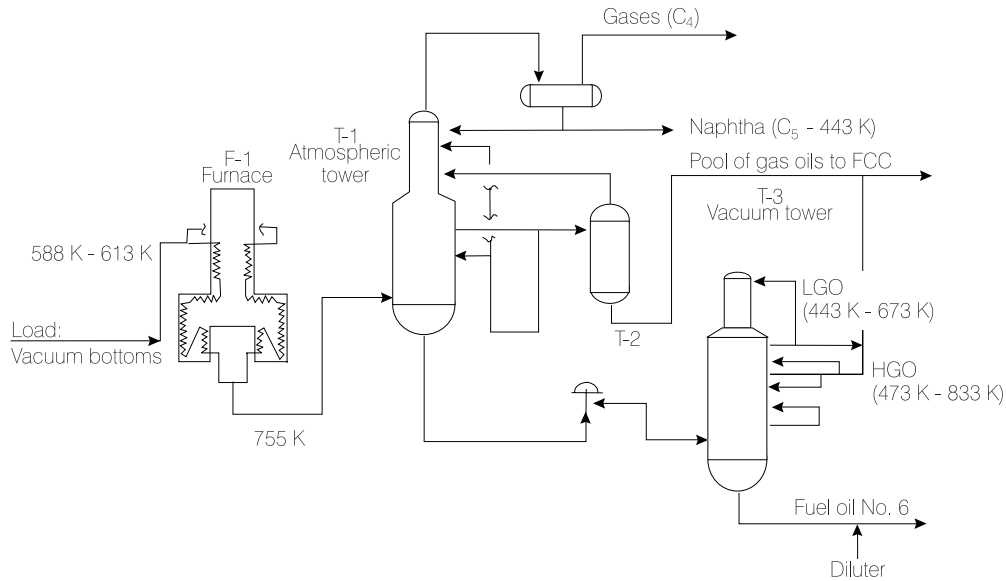 Gases (C4)
Naphtha (C5 - 443 K)
Pool of gas oils to FCC
T-1
Atmospheric
tower
F-1
Furnace
T-3
Vacuum tower
588 K - 613 K
LGO
(443 K - 673 K)
Load:
Vacuum bottoms
T-2
HGO
(473 K - 833 K)
755 K
Fuel oil No. 6
Diluter